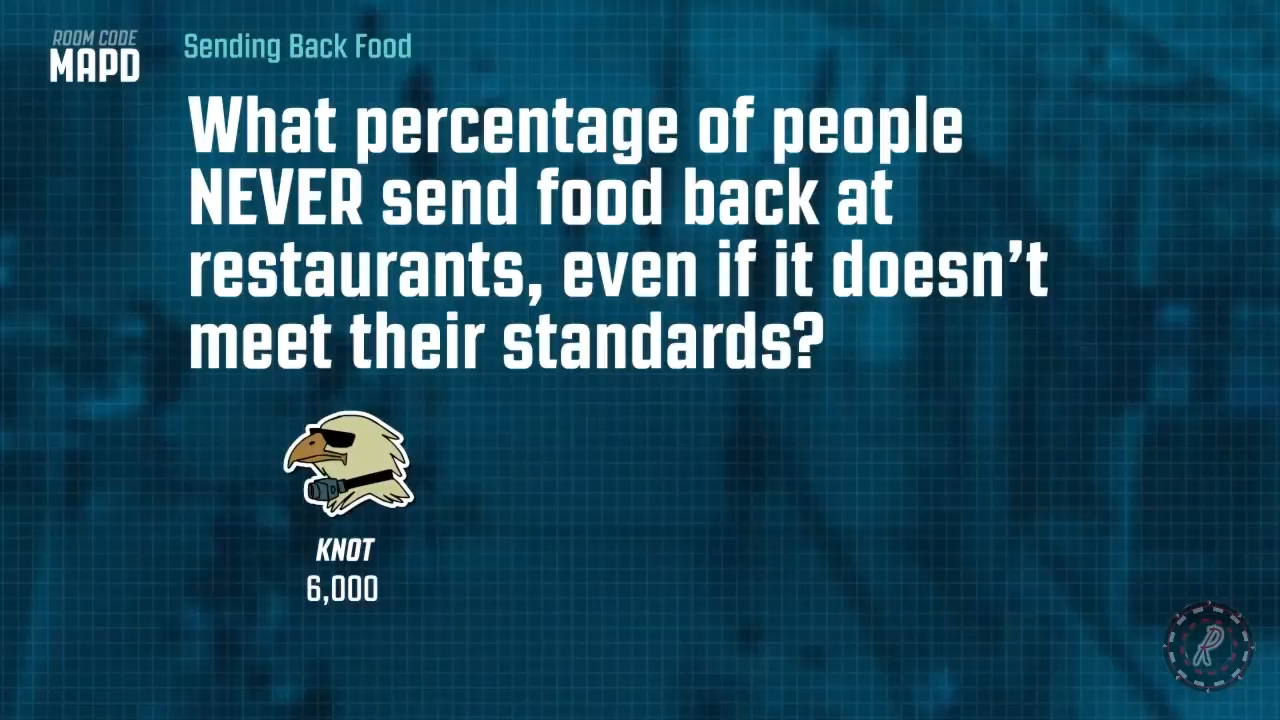 ROOM CODE
MAPD
Sending Back Food
What percentage of people
NEVER send food back at
restaurants, even if it doesn't
meet their standards?
KNOT
6,000
R